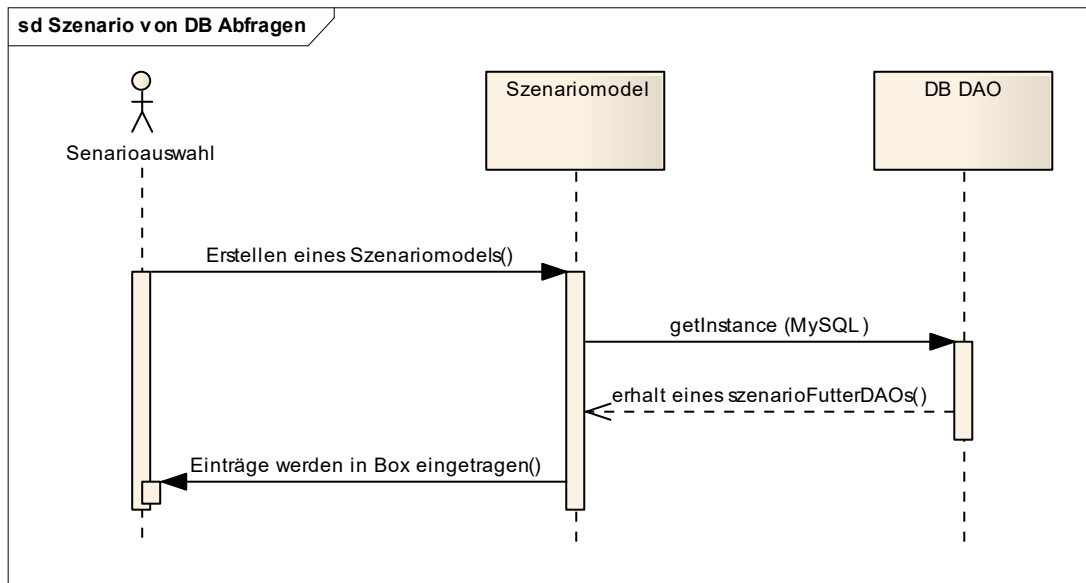 sd Szenario von DB Abfragen
Senarioauswahl
Szenariomodel
DB DAO
Erstellen eines Szenariomodels()
getInstance (MySQL)
erhalt eines szenarioFutterDAOs()
Einträge werden in Box eingetragen()